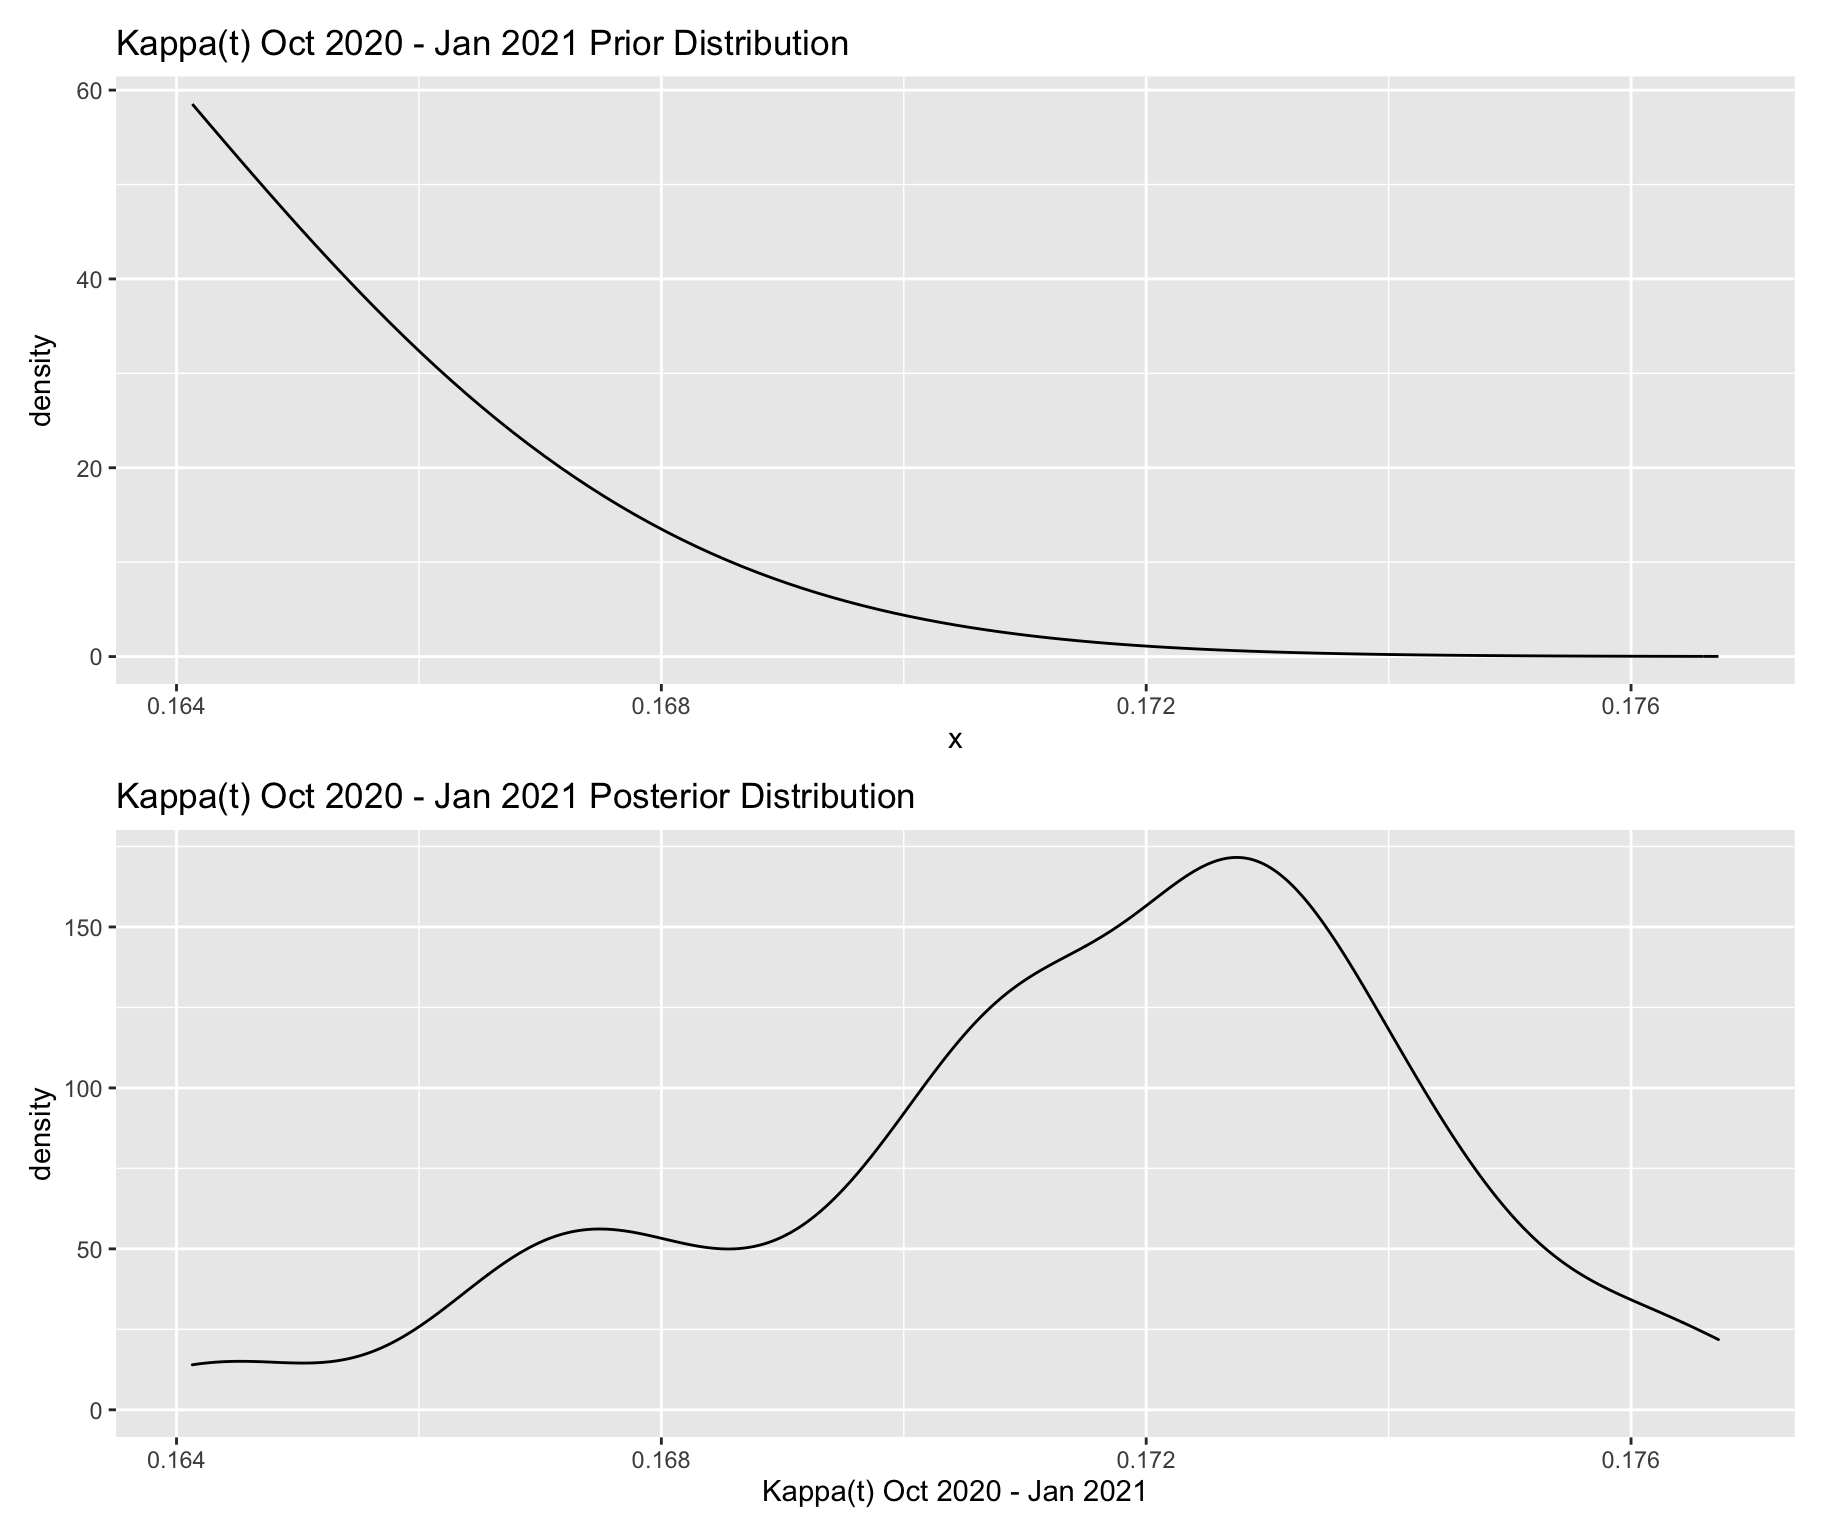 Kappa(t) Oct 2020 - Jan 2021 Prior Distribution
60
40
20
0
density
0.164 0.168 0.172 0.176
x
Kappa(t) Oct 2020 - Jan 2021 Posterior Distribution
150
100
50
0
density
0.164 0.168 0.172 0.176
Kappa(t) Oct 2020 - Jan 2021